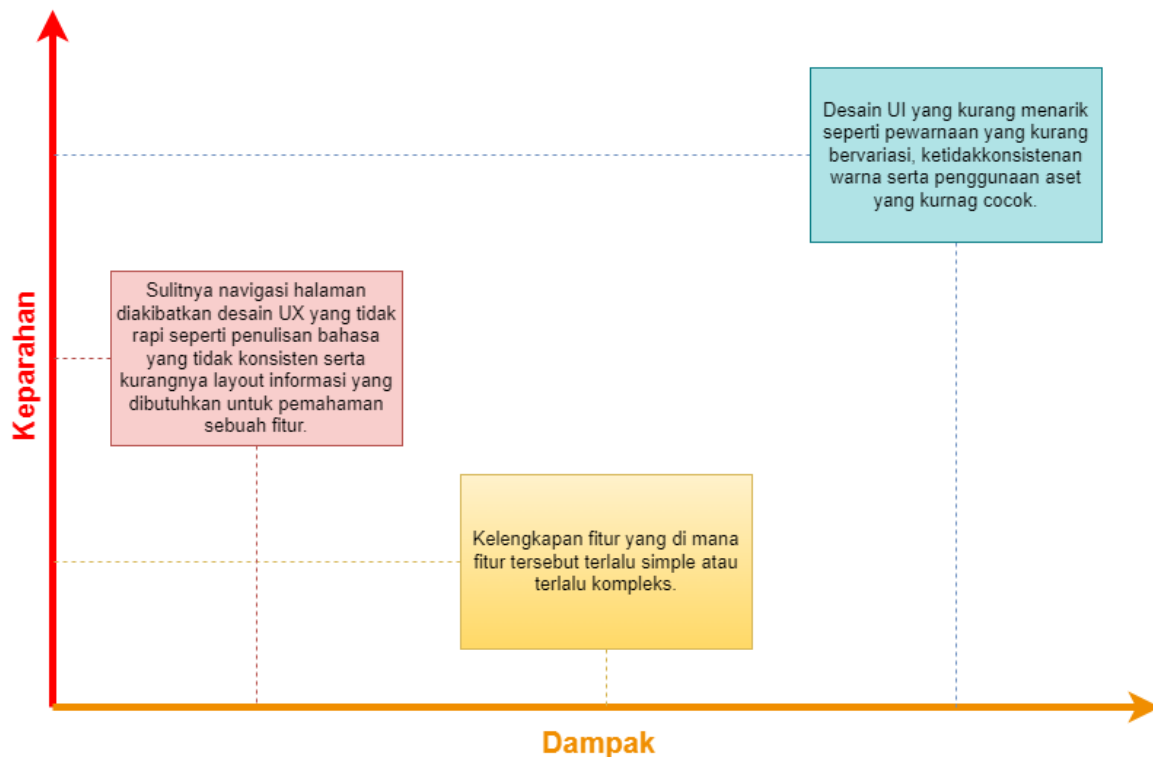 Desain UI yang kurang menarik
seperti pewarnaan yang kurang
bervariasi, ketidakkonsistenan
warna serta penggunaan aset
yang kurnag cocok.
Sulitnya navigasi halaman
diakibatkan desain UX yang tidak
rapi seperti penulisan bahasa
yang tidak konsisten serta
kurangnya layout informasi yang
dibutuhkan untuk pemahaman
sebuah fitur.
Keparahan
Kelengkapan fitur yang di mana
fitur tersebut terlalu simple atau
terlalu kompleks.
Dampak